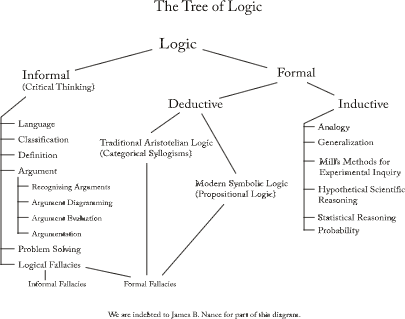 The Tree of Logic
Logic
Informal
(Critical Thinking)
Formal
Deductive
Inductive
Language
Classification
Definition
Argument
Recognizing Arguments
Argument Diagraming
Argument Evaluation
Argumentation
Problem Solving
Logical Fallacies
Informal Fallacies
Formal Fallacies
Traditional Aristotelian Logic
(Categorical Syllogisms)
Modern Symbolic Logic
(Propositional Logic)
Analogy
Generalization
Mill's Methods for
Experimental Inquiry
Hypothetical Scientific
Reasoning
Statistical Reasoning
Probability
We are indebted to James B. Nance for part of this diagram.